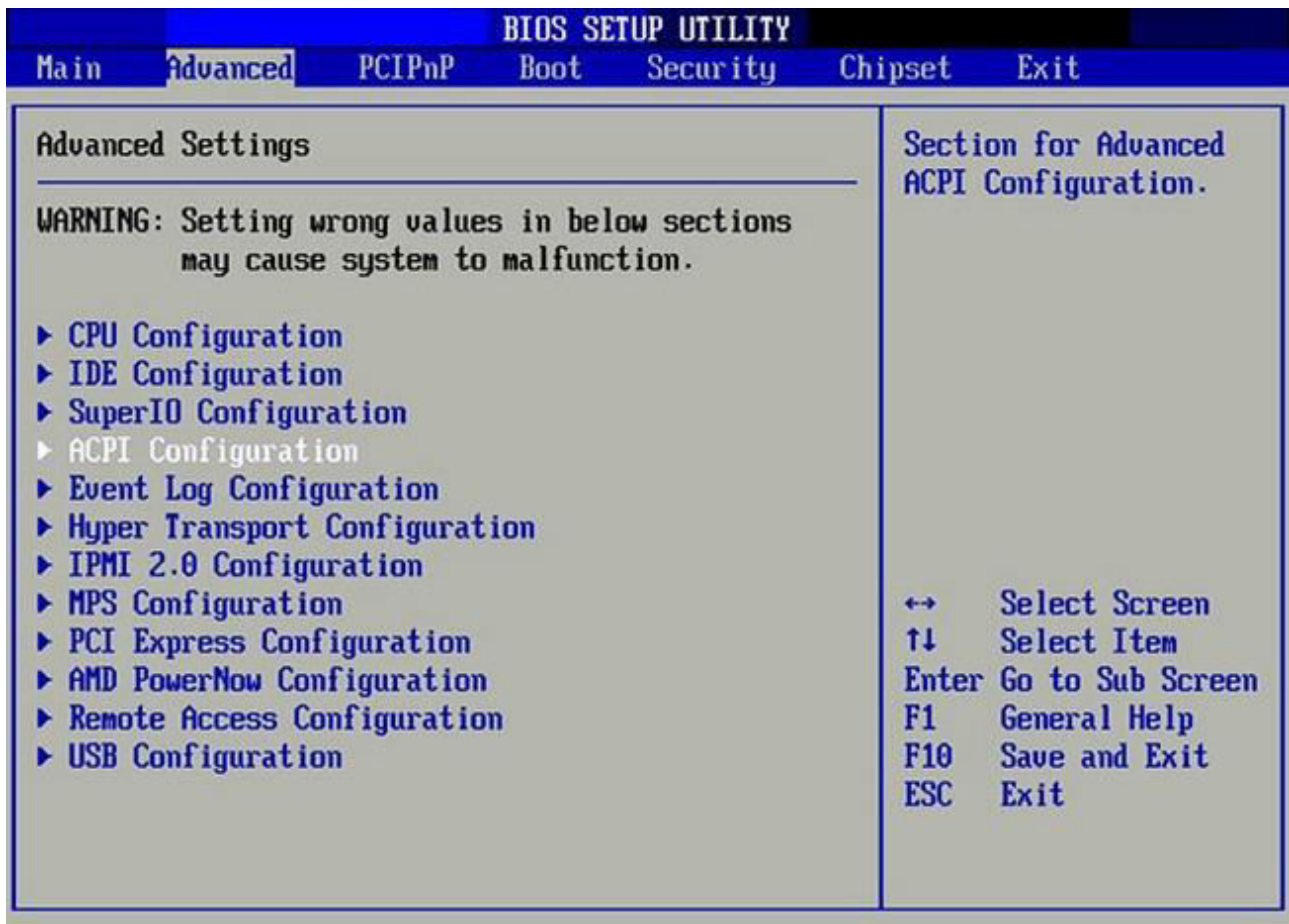 BIOS SETUP UTILITY
Main Advanced PCIPnP Boot Security Chipset Exit
Advanced Settings
WARNING: Setting wrong values in below sections
may cause system to malfunction.
▶ CPU Configuration
▶ IDE Configuration
▶ SuperIO Configuration
▶ ACPI Configuration
▶ Event Log Configuration
▶ Hyper Transport Configuration
▶ IPMI 2.0 Configuration
▶ MPS Configuration
▶ PCI Express Configuration
▶ AMD PowerNow Configuration
▶ Remote Access Configuration
▶ USB Configuration
Section for Advanced
ACPI Configuration.
↔ Select Screen
↑↓ Select Item
Enter Go to Sub Screen
F1 General Help
F10 Save and Exit
ESC Exit